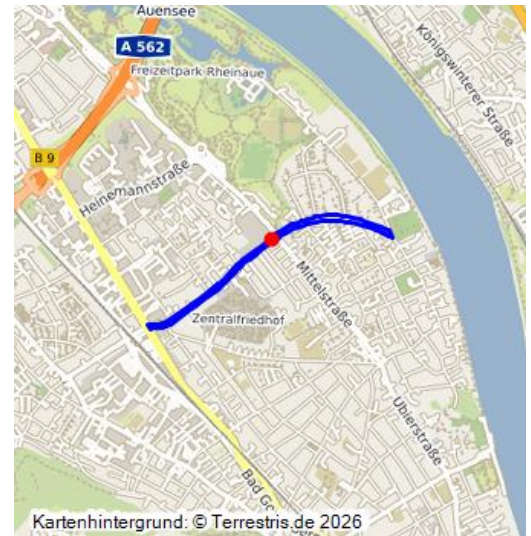 Auensee
A 562
Freizeitpark Rheinaue
Königswinterer Straße
B 9
Heinemannstraße
Mittelstraße
Zentralfriedhof
Ubierstraße
Bad Go
Kartenhintergrund: © Terrestris.de 2026